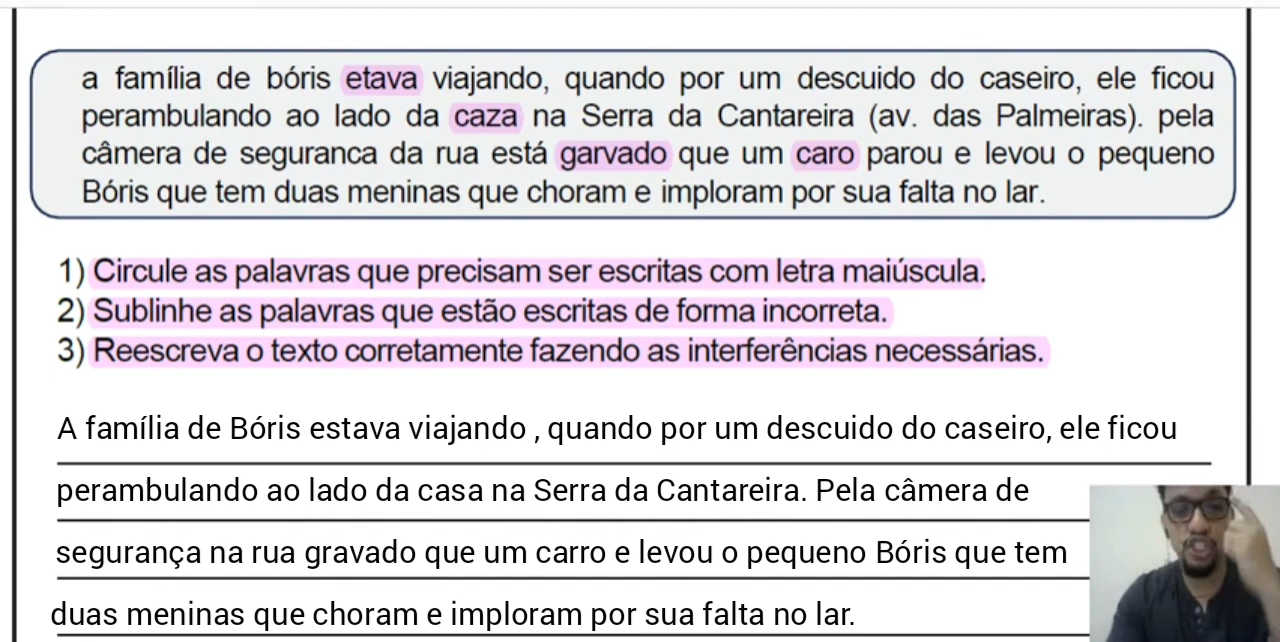 a família de bóris etava viajando, quando por um descuido do caseiro, ele ficou
perambulando ao lado da caza na Serra da Cantareira (av. das Palmeiras). pela
câmera de seguranca da rua está garvado que um caro parou e levou o pequeno
Bóris que tem duas meninas que choram e imploram por sua falta no lar.
1) Circule as palavras que precisam ser escritas com letra maiúscula.
2) Sublinhe as palavras que estão escritas de forma incorreta.
3) Reescreva o texto corretamente fazendo as interferências necessárias.
A família de Bóris estava viajando , quando por um descuido do caseiro, ele ficou
perambulando ao lado da casa na Serra da Cantareira. Pela câmera de
segurança na rua gravado que um carro e levou o pequeno Bóris que tem
duas meninas que choram e imploram por sua falta no lar.